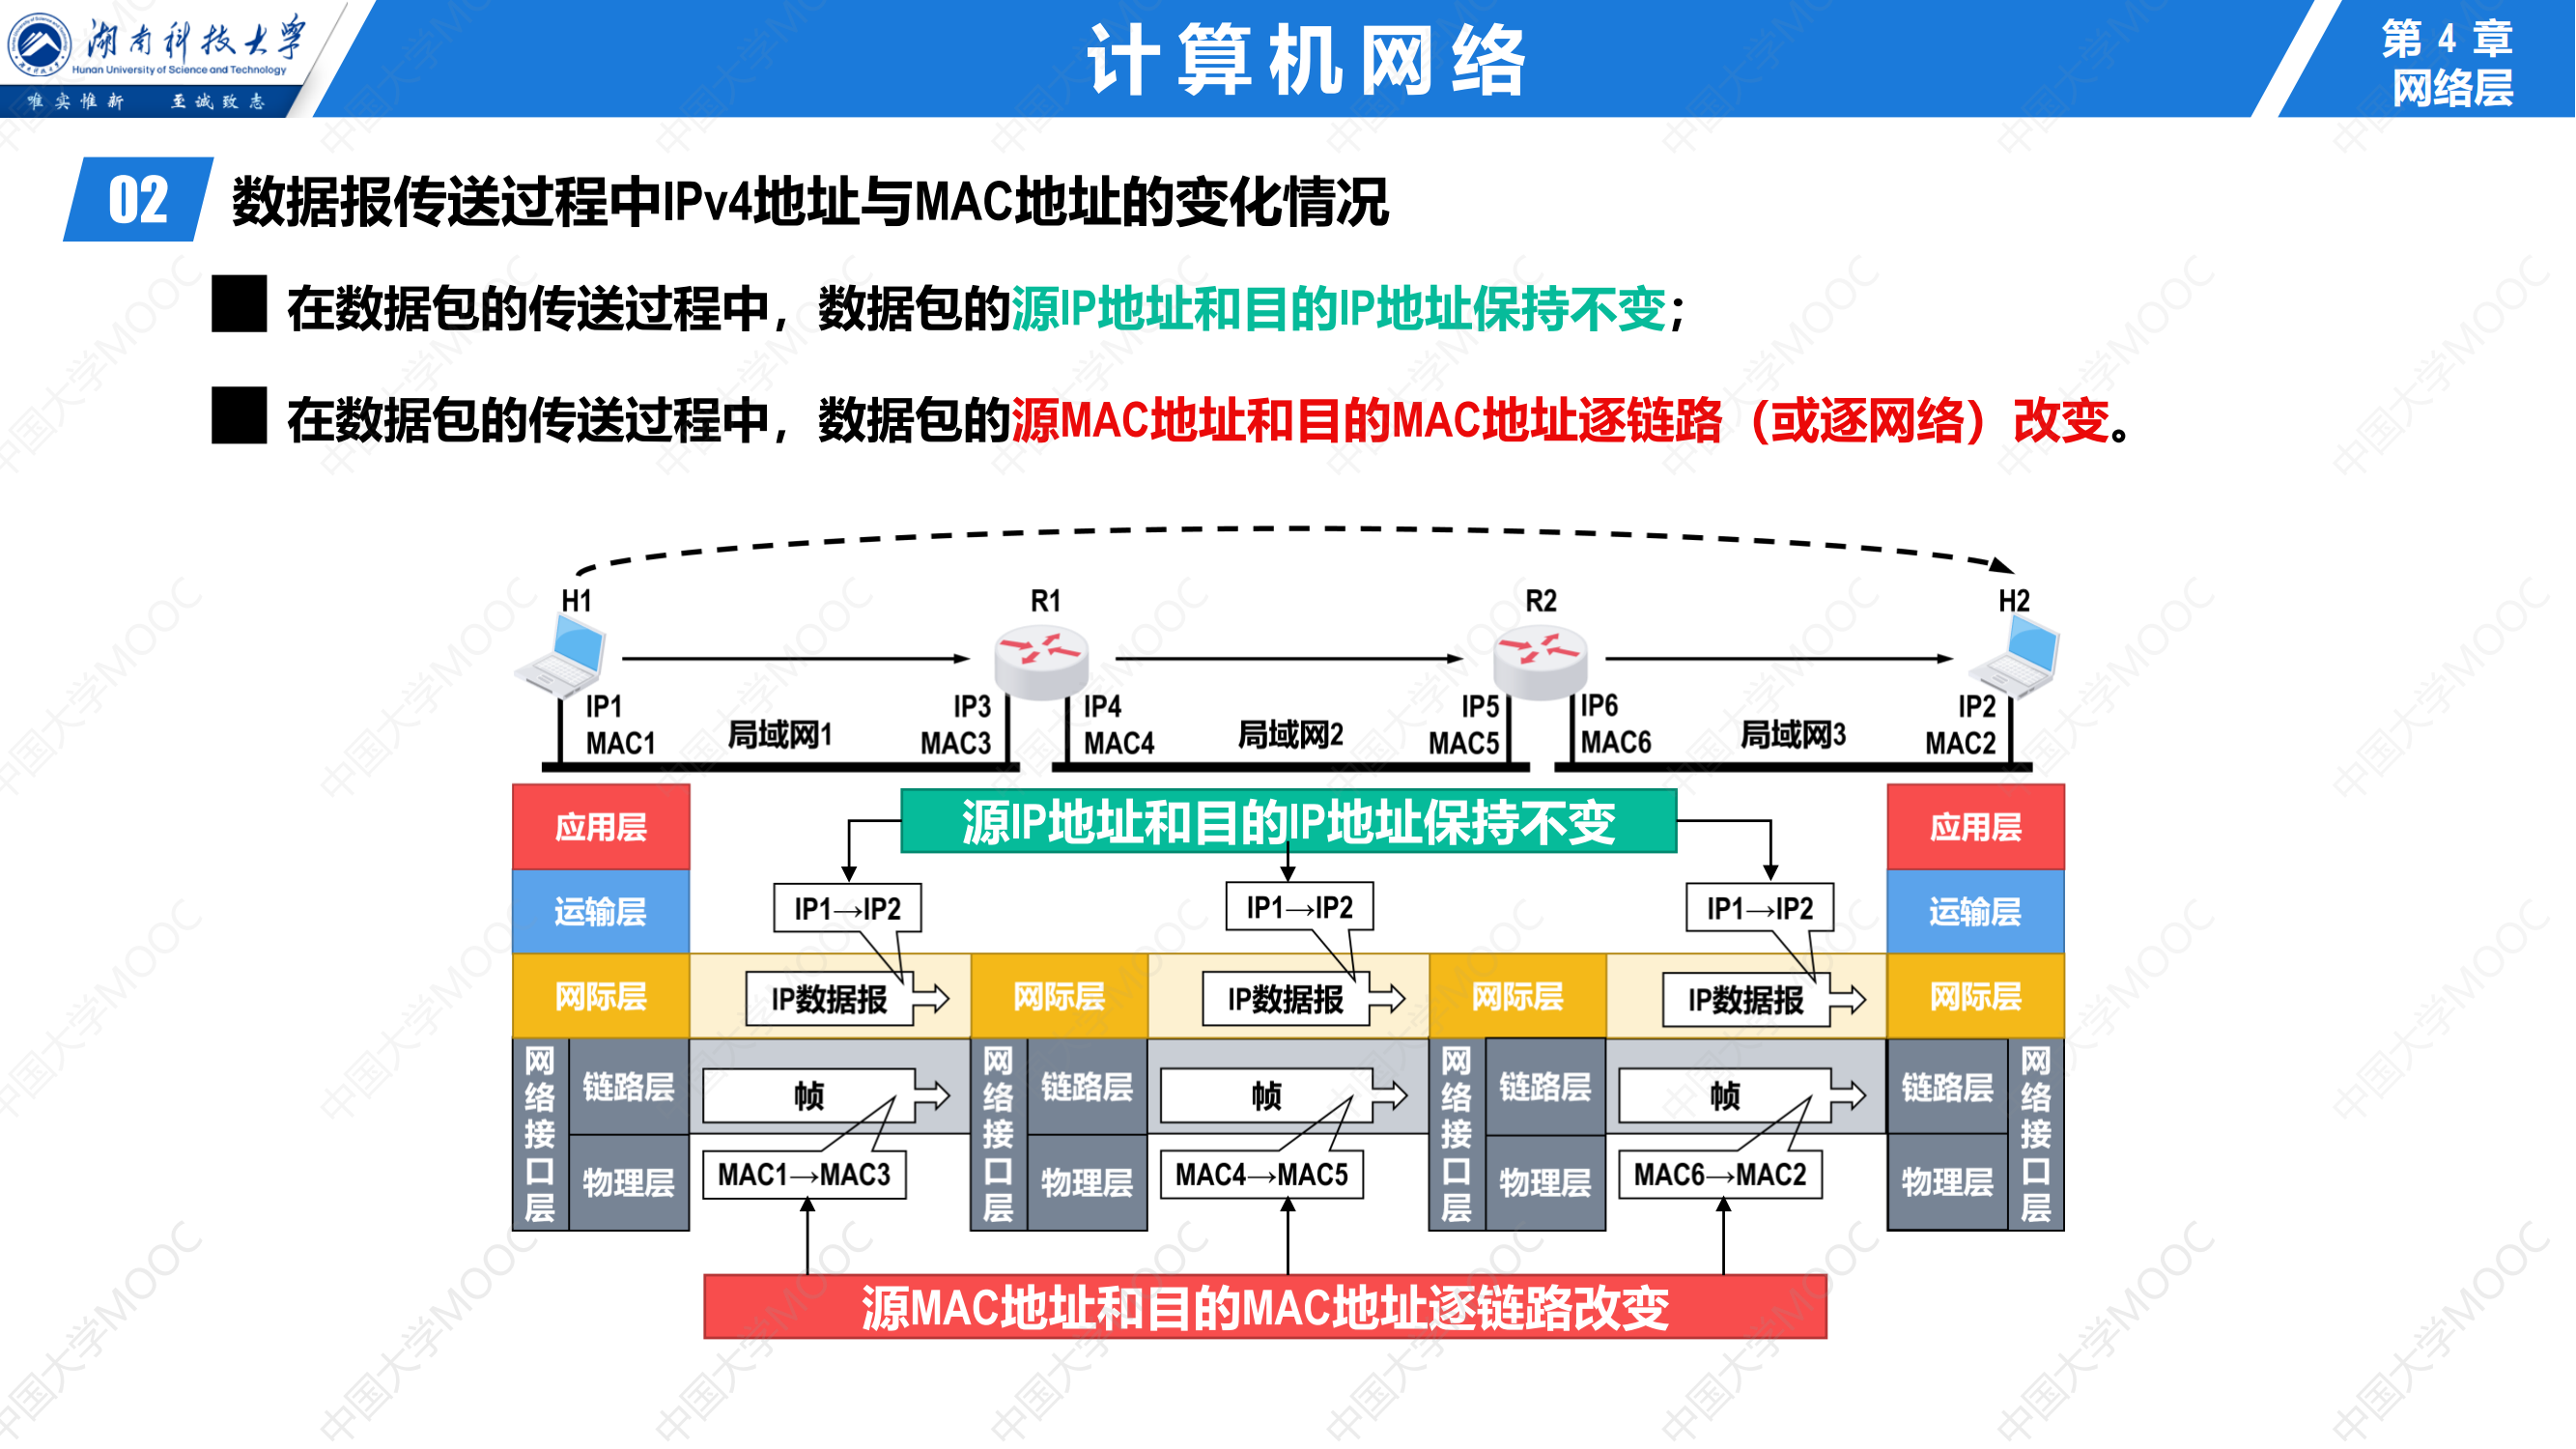 湖南科技大学
Hunan University of Science and Technology
唯实惟新 至诚致志
计算机网络
第 4 章
网络层
02 数据报传送过程中IPv4地址与MAC地址的变化情况
在数据包的传送过程中，数据包的源IP地址和目的IP地址保持不变；
在数据包的传送过程中，数据包的源MAC地址和目的MAC地址逐链路（或逐网络）改变。
H1 R1 R2 H2
IP1 IP3 IP4 IP5 IP6 IP2
MAC1 局域网1 MAC3 MAC4 局域网2 MAC5 MAC6 局域网3 MAC2
应用层 源IP地址和目的IP地址保持不变 应用层
运输层 IP1→IP2 IP1→IP2 IP1→IP2 运输层
网际层 IP数据报 网际层 IP数据报 网际层 IP数据报 网际层
网络接口层 链路层 帧 网络接口层 链路层 帧 网络接口层 链路层 帧 链路层 网络接口层
物理层 MAC1→MAC3 物理层 MAC4→MAC5 物理层 MAC6→MAC2 物理层
源MAC地址和目的MAC地址逐链路改变
中国大学MOOC